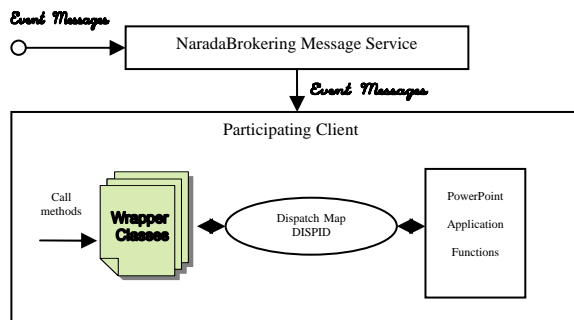 Event Messages
NaradaBrokering Message Service
Event Messages
Participating Client
Call
methods
Wrapper
Classes
Dispatch Map
DISPID
PowerPoint
Application
Functions